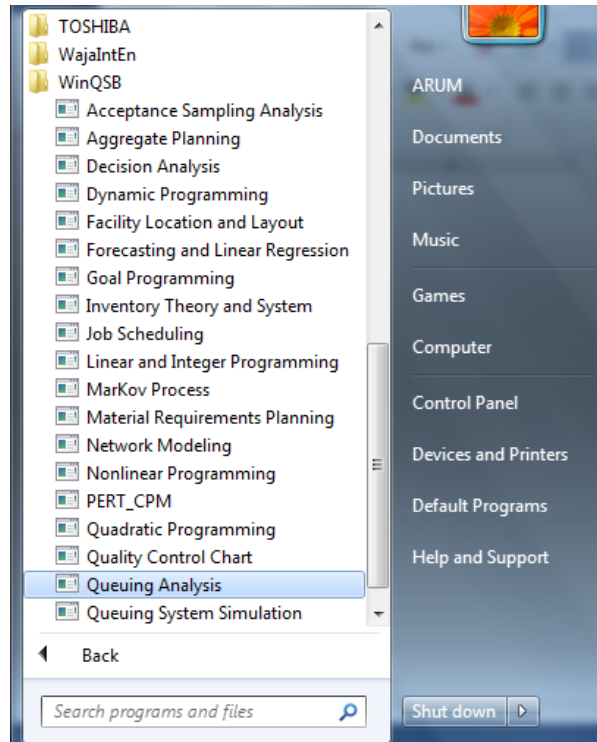 TOSHIBA
WajaIntEn
WinQSB
Acceptance Sampling Analysis
Aggregate Planning
Decision Analysis
Dynamic Programming
Facility Location and Layout
Forecasting and Linear Regression
Goal Programming
Inventory Theory and System
Job Scheduling
Linear and Integer Programming
MarKov Process
Material Requirements Planning
Network Modeling
Nonlinear Programming
PERT_CPM
Quadratic Programming
Quality Control Chart
Queuing Analysis
Queuing System Simulation
Back
Search programs and files
ARUM
Documents
Pictures
Music
Games
Computer
Control Panel
Devices and Printers
Default Programs
Help and Support
Shut down